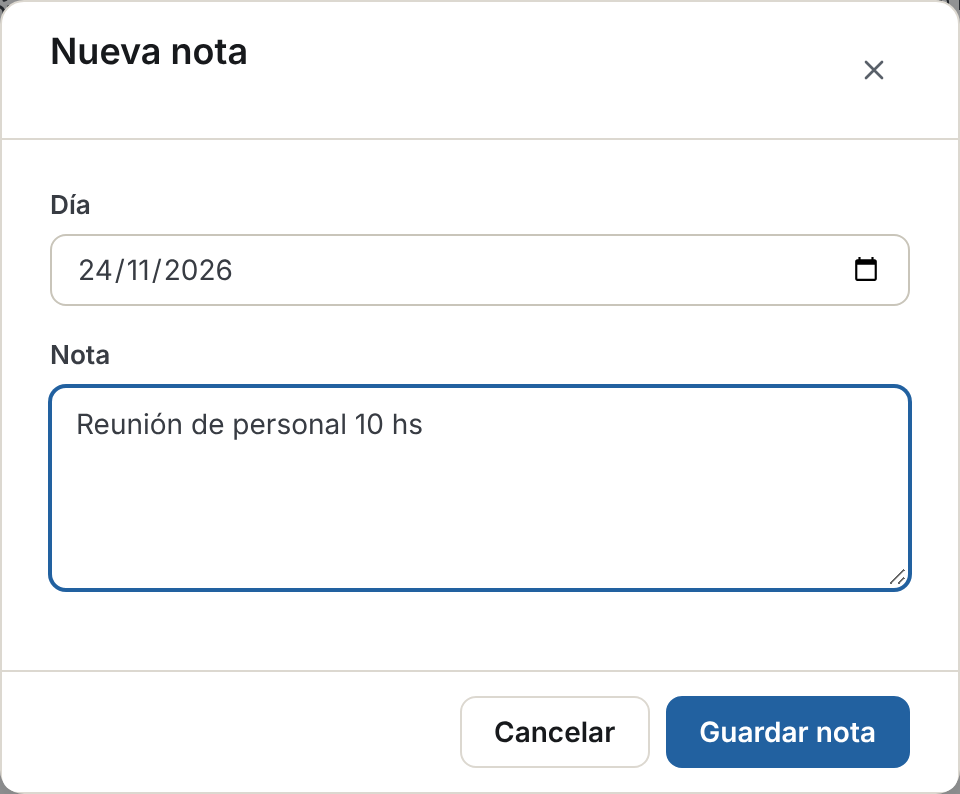 Nueva nota
Día
24/11/2026
Nota
Reunión de personal 10 hs
Cancelar
Guardar nota